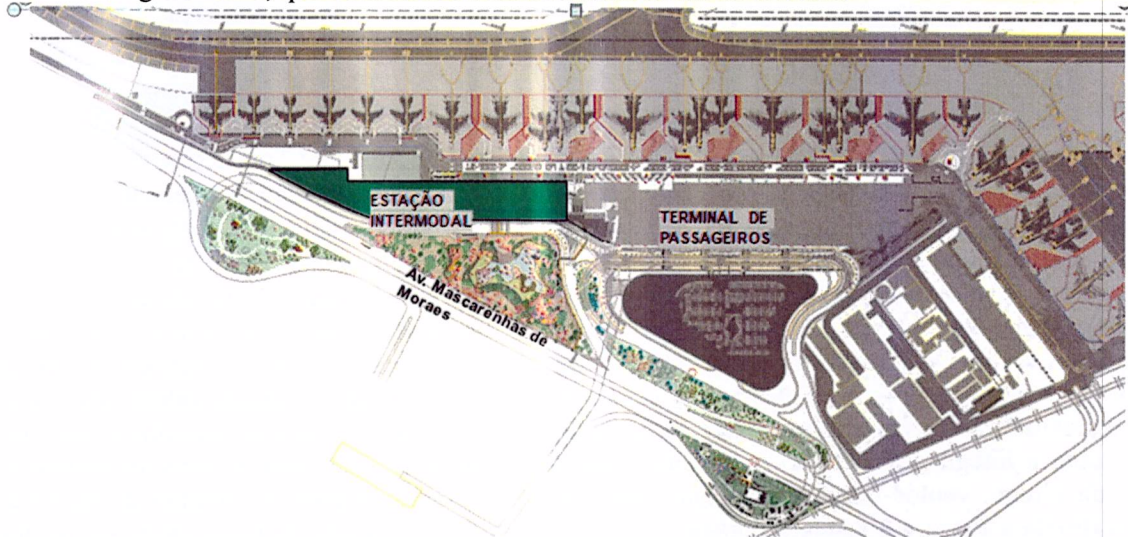 ESTAÇÃO
INTERMODAL
TERMINAL DE
PASSAGEIROS
Av. Mascarenhas de
Moraes